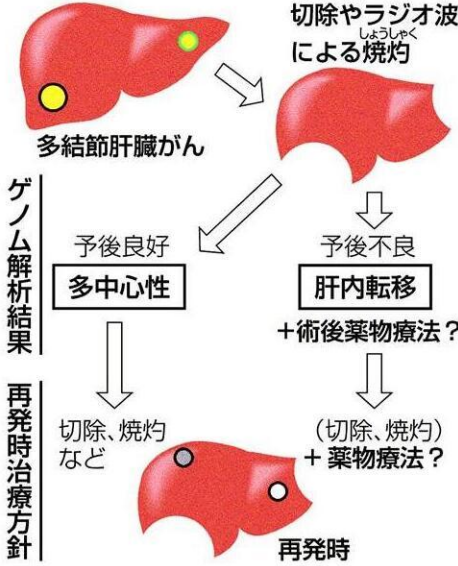 切除やラジオ波
しょうしゃく
による焼灼
多結節肝臓がん
ゲノム解析結果
予後良好
多中心性
予後不良
肝内転移
+術後薬物療法?
再発時治療方針
切除、焼灼
など
(切除、焼灼)
+薬物療法?
再発時